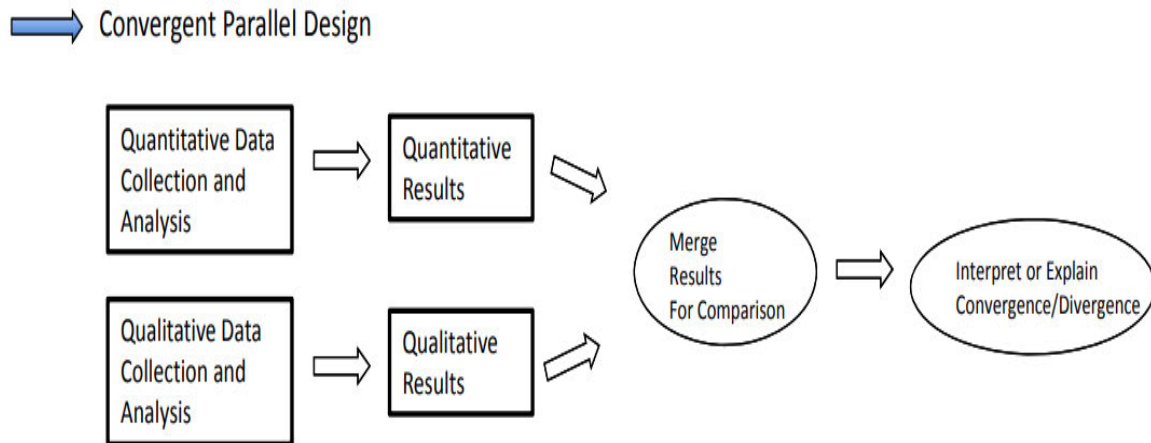 Convergent Parallel Design
Quantitative Data
Collection and
Analysis
Quantitative
Results
Qualitative Data
Collection and
Analysis
Qualitative
Results
Merge
Results
For Comparison
Interpret or Explain
Convergence/Divergence